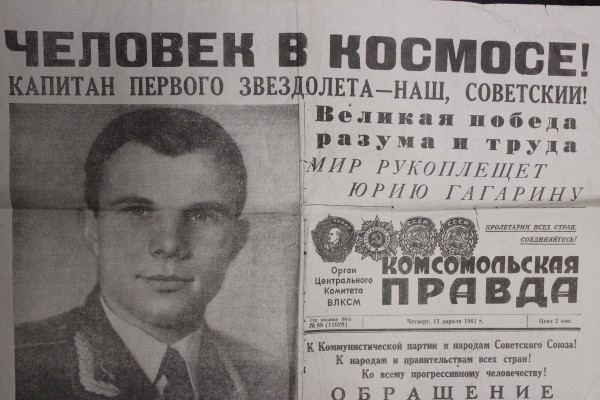 ЧЕЛОВЕК В КОСМОСЕ!
КАПИТАН ПЕРВОГО ЗВЕЗДОЛЕТА—НАШ, СОВЕТСКИЙ!
Великая победа
разума и труда
МИР РУКОПЛЕЩЕТ
ЮРИЮ ГАГАРИНУ
ПРОЛЕТАРИИ ВСЕХ СТРАН,
СОЕДИНЯЙТЕСЬ!
Орган
Центрального
Комитета
ВЛКСМ
КОМСОМОЛЬСКАЯ
ПРАВДА
Год издания
№ 88 (11028)
Четверг, 13 апреля 1961 г.
Цена 2 коп.
К Коммунистической партии и народам Советского Союза!
К народам и правительствам всех стран!
Ко всему прогрессивному человечеству!
ОБРАЩЕНИЕ